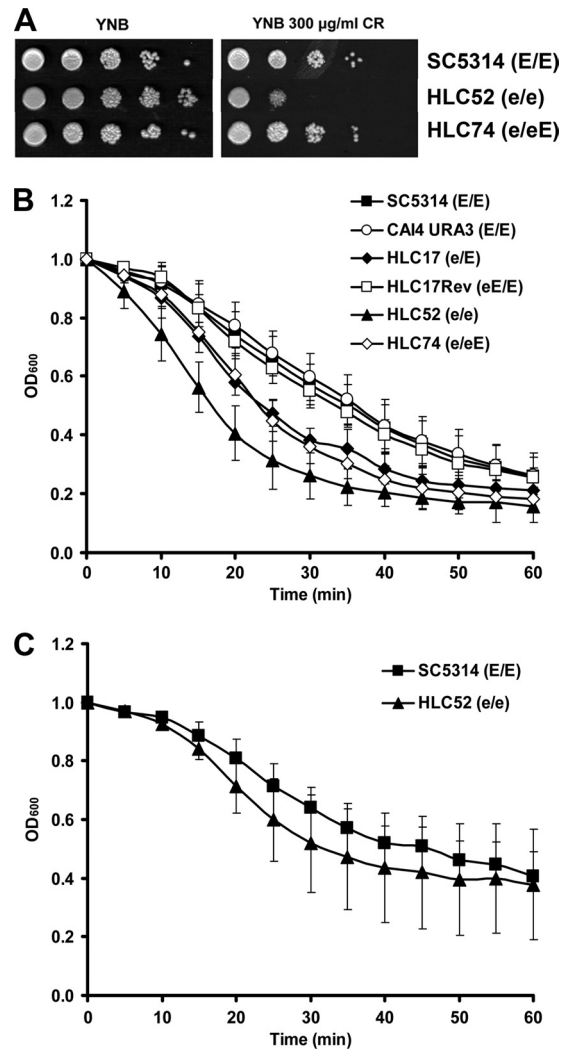 A
YNB
YNB 300 µg/ml CR
SC5314 (E/E)
HLC52 (e/e)
HLC74 (e/eE)
B
1.2
1.0
0.8
0.6
0.4
0.2
0.0
OD600
0 10 20 30 40 50 60
Time (min)
SC5314 (E/E)
CAI4 URA3 (E/E)
HLC17 (e/E)
HLC17Rev (eE/E)
HLC52 (e/e)
HLC74 (e/eE)
C
1.2
1.0
0.8
0.6
0.4
0.2
0.0
OD600
0 10 20 30 40 50 60
Time (min)
SC5314 (E/E)
HLC52 (e/e)